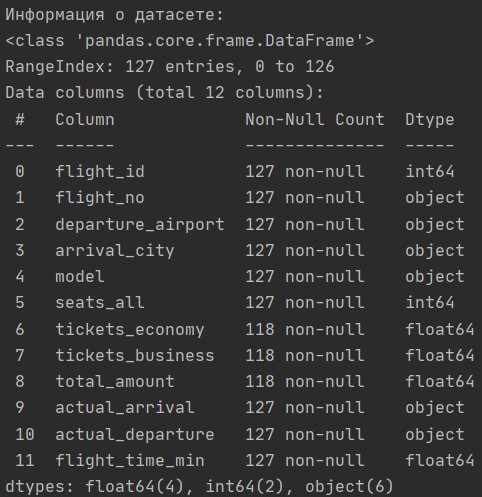 Информация о датасете:
<class 'pandas.core.frame.DataFrame'>
RangeIndex: 127 entries, 0 to 126
Data columns (total 12 columns):
 #   Column             Non-Null Count  Dtype
---  ------             --------------  -----
 0   flight_id          127 non-null    int64
 1   flight_no          127 non-null    object
 2   departure_airport  127 non-null    object
 3   arrival_city       127 non-null    object
 4   model              127 non-null    object
 5   seats_all          127 non-null    int64
 6   tickets_economy    118 non-null    float64
 7   tickets_business   118 non-null    float64
 8   total_amount       118 non-null    float64
 9   actual_arrival     127 non-null    object
 10  actual_departure   127 non-null    object
 11  flight_time_min    127 non-null    float64
dtypes: float64(4), int64(2), object(6)